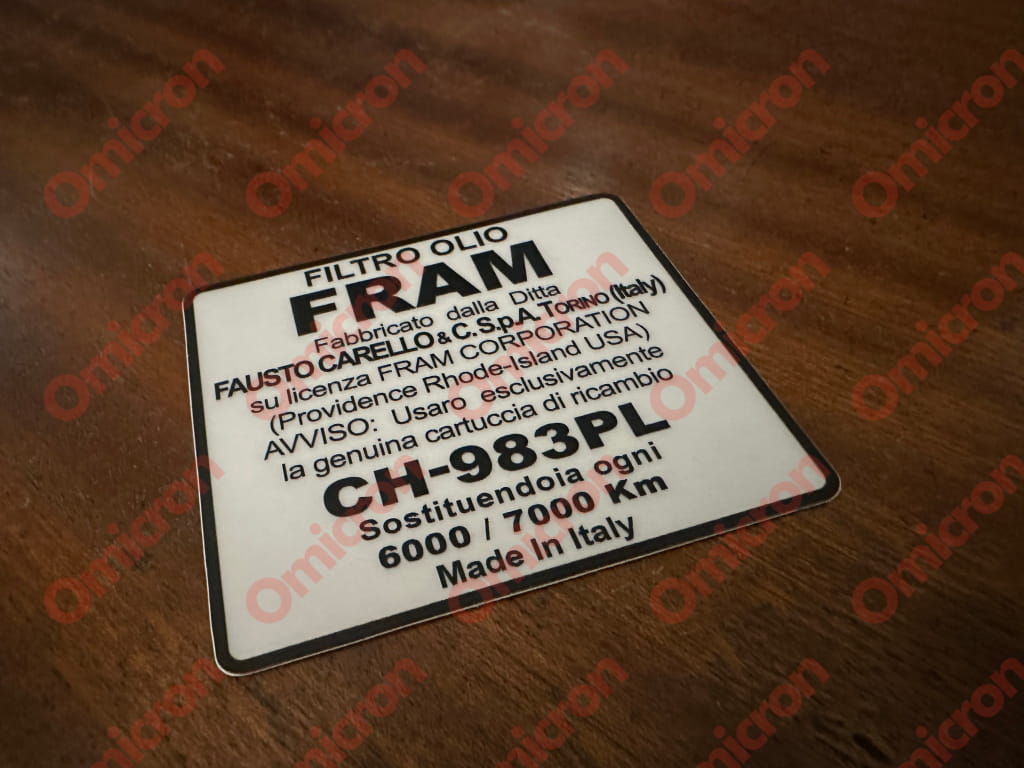 FILTRO OLIO
FRAM
Fabbricato dalla Ditta
FAUSTO CARELLO & C. S.p.A. TORINO (Italy)
su licenza FRAM CORPORATION
(Providence Rhode-Island USA)
AVVISO: Usaro esclusivamente
la genuina cartuccia di ricambio
CH-983PL
Sostituendoia ogni
6000 / 7000 Km
Made In Italy
Omicron